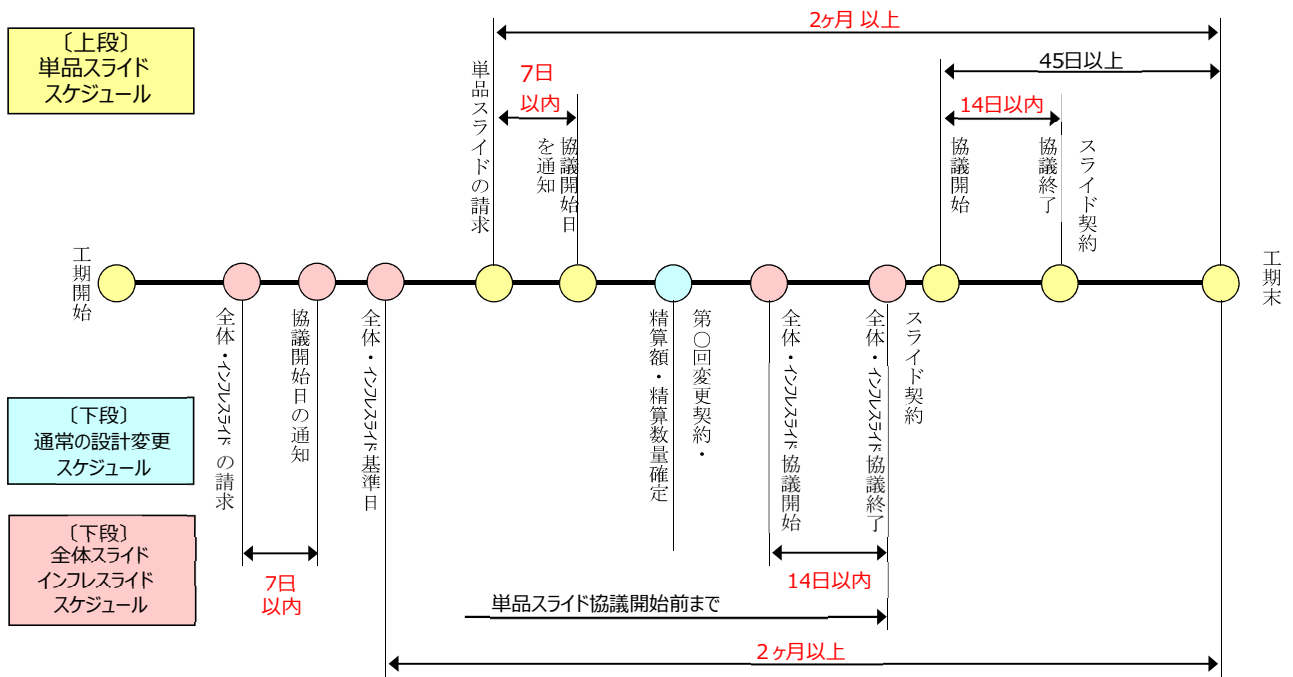 〔上段〕
単品スライド
スケジュール
2ヶ月 以上
45日以上
7日
以内
14日以内
単品スライドの請求
協議開始日
を通知
協議開始
協議終了
スライド契約
工期開始
工期末
全体・インフレスライド の請求
協議開始日の通知
全体・インフレスライド 基準日
第〇回変更契約・
精算額・精算数量確定
全体・インフレスライド 協議開始
全体・インフレスライド 協議終了
スライド契約
〔下段〕
通常の設計変更
スケジュール
〔下段〕
全体スライド
インフレスライド
スケジュール
7日
以内
14日以内
単品スライド協議開始前まで
2ヶ月以上